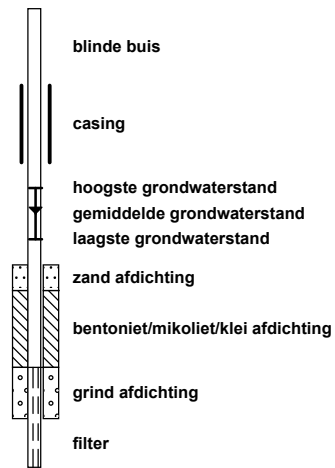 blinde buis
casing
hoogste grondwaterstand
gemiddelde grondwaterstand
laagste grondwaterstand
zand afdichting
bentoniet/mikoliet/klei afdichting
grind afdichting
filter